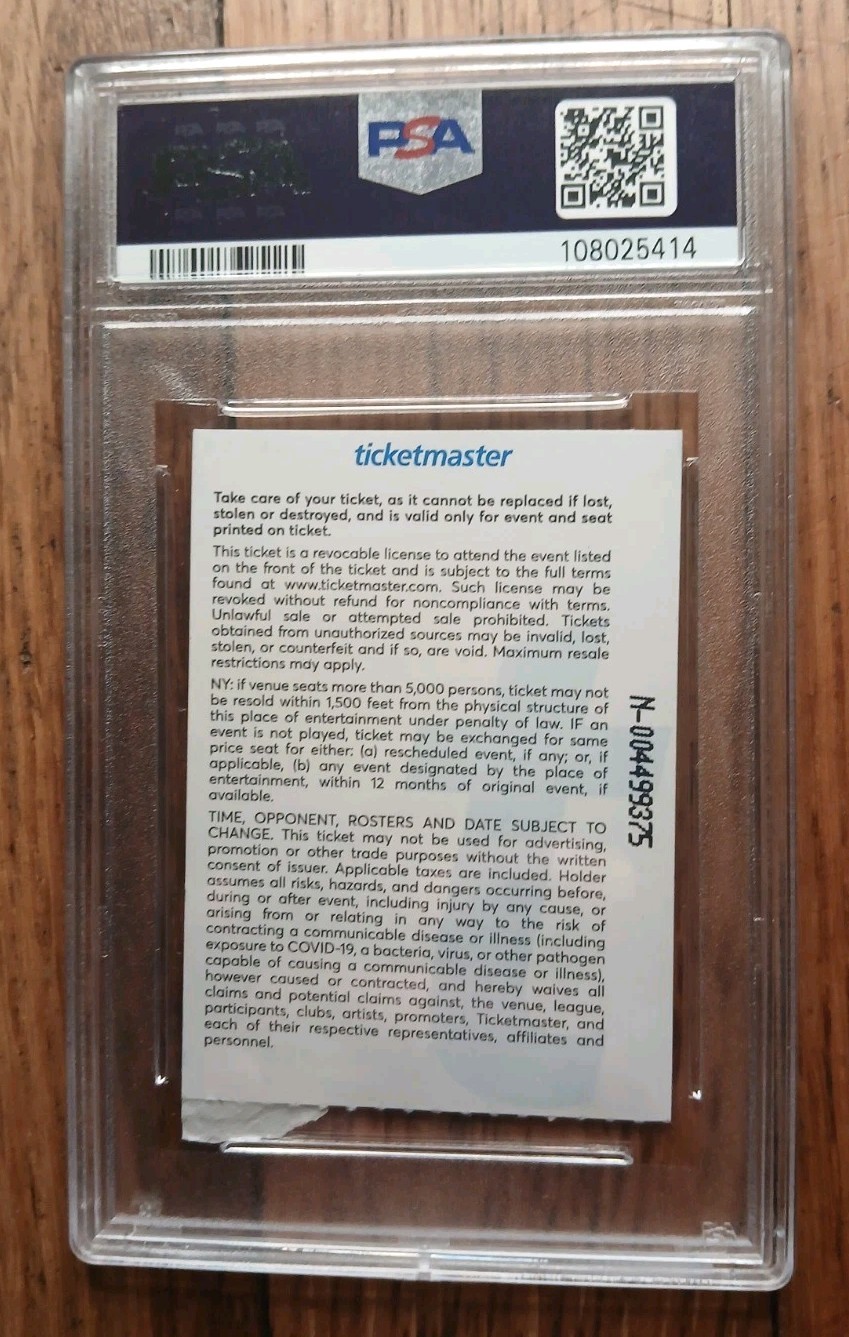 PSA
108025414
ticketmaster
Take care of your ticket, as it cannot be replaced if lost,
stolen or destroyed, and is valid only for event and seat
printed on ticket.
This ticket is a revocable license to attend the event listed
on the front of the ticket and is subject to the full terms
found at www.ticketmaster.com. Such license may be
revoked without refund for noncompliance with terms.
Unlawful sale or attempted sale prohibited. Tickets
obtained from unauthorized sources may be invalid, lost,
stolen, or counterfeit and if so, are void. Maximum resale
restrictions may apply.
NY: if venue seats more than 5,000 persons, ticket may not
be resold within 1,500 feet from the physical structure of
this place of entertainment under penalty of law. IF an
event is not played, ticket may be exchanged for same
price seat for either: (a) rescheduled event, if any; or, if
applicable, (b) any event designated by the place of
entertainment, within 12 months of original event, if
available.
TIME, OPPONENT, ROSTERS AND DATE SUBJECT TO
CHANGE. This ticket may not be used for advertising,
promotion or other trade purposes without the written
consent of issuer. Applicable taxes are included. Holder
assumes all risks, hazards, and dangers occurring before,
during or after event, including injury by any cause, or
arising from or relating in any way to the risk of
contracting a communicable disease or illness (including
exposure to COVID-19, a bacteria, virus, or other pathogen
capable of causing a communicable disease or illness),
however caused or contracted, and hereby waives all
claims and potential claims against, the venue, league,
participants, clubs, artists, promoters, Ticketmaster, and
each of their respective representatives, affiliates and
personnel.
N-004499375